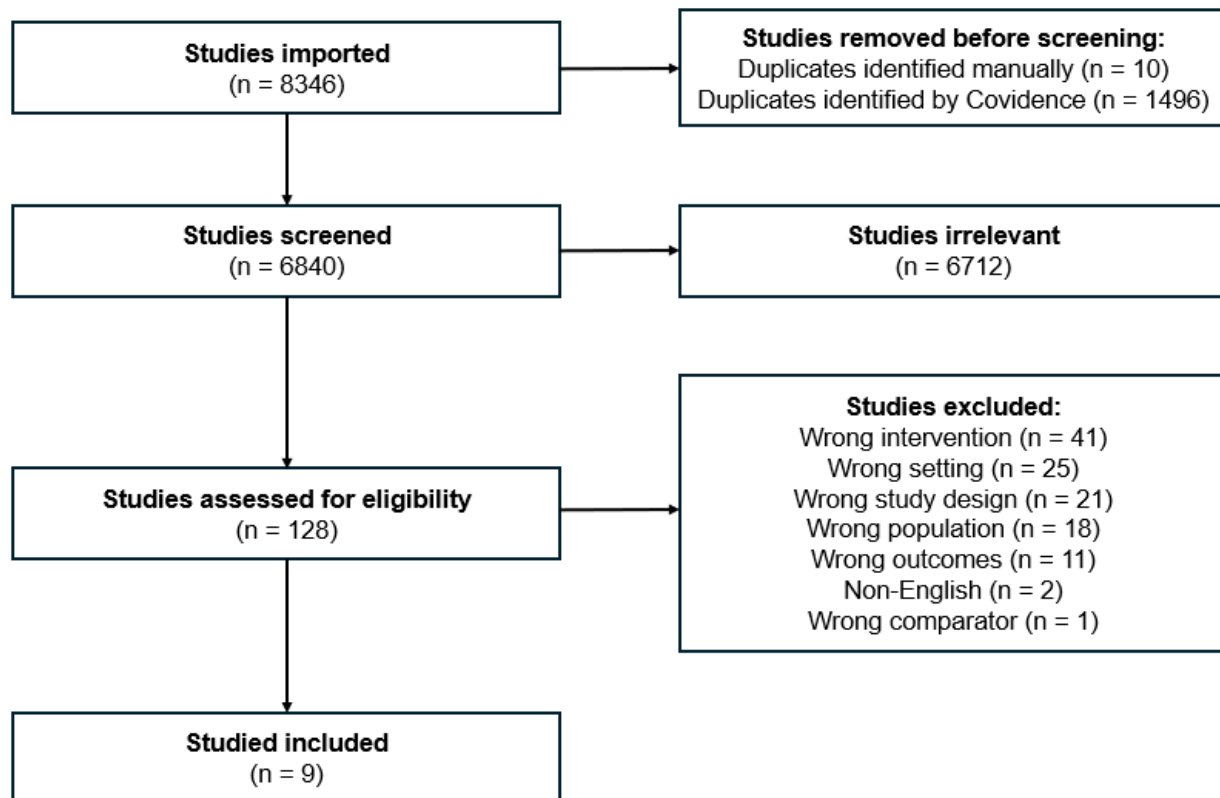 Studies imported
(n = 8346)
Studies removed before screening:
Duplicates identified manually (n = 10)
Duplicates identified by Covidence (n = 1496)
Studies screened
(n = 6840)
Studies irrelevant
(n = 6712)
Studies assessed for eligibility
(n = 128)
Studies excluded:
Wrong intervention (n = 41)
Wrong setting (n = 25)
Wrong study design (n = 21)
Wrong population (n = 18)
Wrong outcomes (n = 11)
Non-English (n = 2)
Wrong comparator (n = 1)
Studied included
(n = 9)